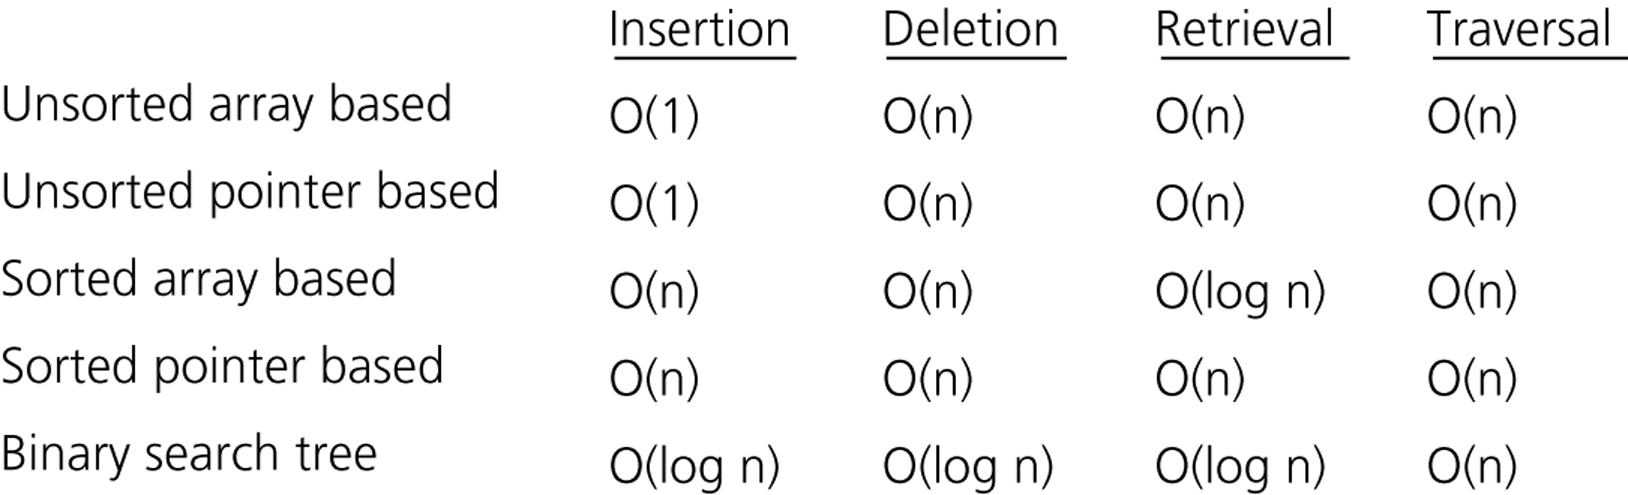 Insertion Deletion Retrieval Traversal
Unsorted array based O(1) O(n) O(n) O(n)
Unsorted pointer based O(1) O(n) O(n) O(n)
Sorted array based O(n) O(n) O(log n) O(n)
Sorted pointer based O(n) O(n) O(n) O(n)
Binary search tree O(log n) O(log n) O(log n) O(n)